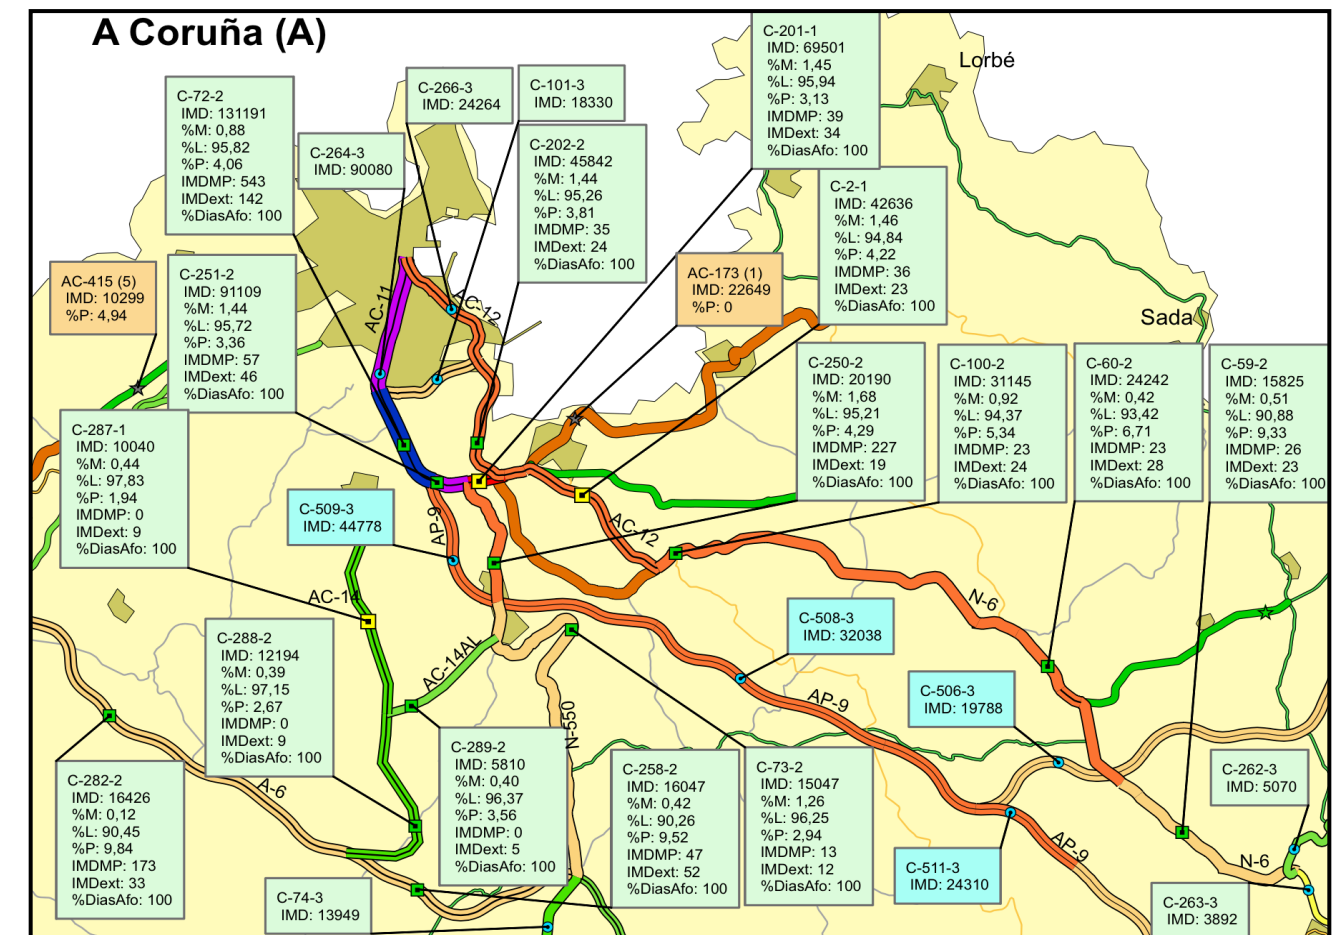 A Coruña (A)
Lorbé
Sada
C-72-2
IMD: 131191
%M: 0,88
%L: 95,82
%P: 4,06
IMDMP: 543
IMDext: 142
%DiasAfo: 100
C-264-3
IMD: 90080
C-266-3
IMD: 24264
C-101-3
IMD: 18330
C-202-2
IMD: 45842
%M: 1,44
%L: 95,26
%P: 3,81
IMDMP: 35
IMDext: 24
%DiasAfo: 100
C-201-1
IMD: 69501
%M: 1,45
%L: 95,94
%P: 3,13
IMDMP: 39
IMDext: 34
%DiasAfo: 100
C-2-1
IMD: 42636
%M: 1,46
%L: 94,84
%P: 4,22
IMDMP: 36
IMDext: 23
%DiasAfo: 100
AC-415 (5)
IMD: 10299
%P: 4,94
C-251-2
IMD: 91109
%M: 1,44
%L: 95,72
%P: 3,36
IMDMP: 57
IMDext: 46
%DiasAfo: 100
AC-173 (1)
IMD: 22649
%P: 0
AC-11
AC-12
C-287-1
IMD: 10040
%M: 0,44
%L: 97,83
%P: 1,94
IMDMP: 0
IMDext: 9
%DiasAfo: 100
C-250-2
IMD: 20190
%M: 1,68
%L: 95,21
%P: 4,29
IMDMP: 227
IMDext: 19
%DiasAfo: 100
C-100-2
IMD: 31145
%M: 0,92
%L: 94,37
%P: 5,34
IMDMP: 23
IMDext: 24
%DiasAfo: 100
C-60-2
IMD: 24242
%M: 0,42
%L: 93,42
%P: 6,71
IMDMP: 23
IMDext: 28
%DiasAfo: 100
C-59-2
IMD: 15825
%M: 0,51
%L: 90,88
%P: 9,33
IMDMP: 26
IMDext: 23
%DiasAfo: 100
C-509-3
IMD: 44778
AP-9
AC-12
AC-14
N-6
C-508-3
IMD: 32038
C-288-2
IMD: 12194
%M: 0,39
%L: 97,15
%P: 2,67
IMDMP: 0
IMDext: 9
%DiasAfo: 100
AC-14AL
N-550
AP-9
C-506-3
IMD: 19788
C-282-2
IMD: 16426
%M: 0,12
%L: 90,45
%P: 9,84
IMDMP: 173
IMDext: 33
%DiasAfo: 100
A-6
C-289-2
IMD: 5810
%M: 0,40
%L: 96,37
%P: 3,56
IMDMP: 0
IMDext: 5
%DiasAfo: 100
C-258-2
IMD: 16047
%M: 0,42
%L: 90,26
%P: 9,52
IMDMP: 47
IMDext: 52
%DiasAfo: 100
C-73-2
IMD: 15047
%M: 1,26
%L: 96,25
%P: 2,94
IMDMP: 13
IMDext: 12
%DiasAfo: 100
C-262-3
IMD: 5070
C-511-3
IMD: 24310
AP-9
N-6
C-74-3
IMD: 13949
C-263-3
IMD: 3892